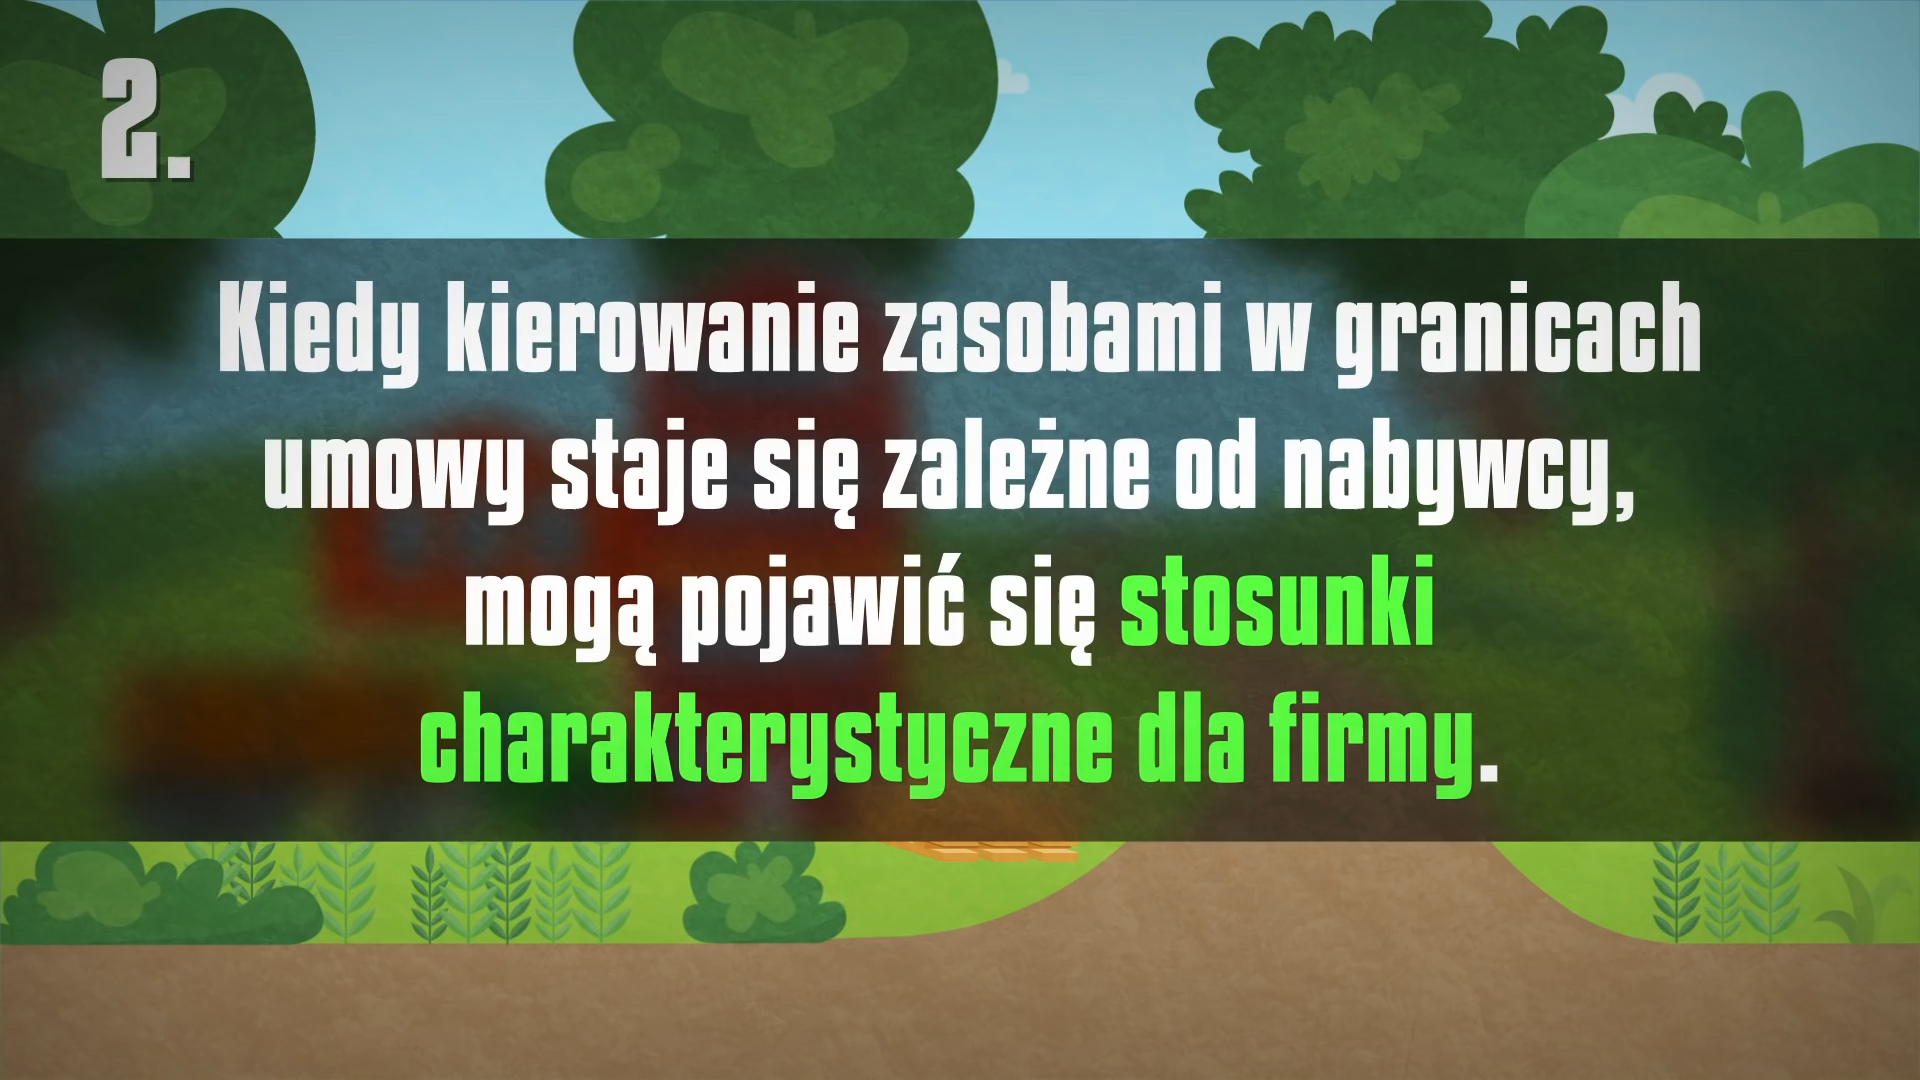 2.
Kiedy kierowanie zasobami w granicach
umowy staje się zależne od nabywcy,
mogą pojawić się stosunki
charakterystyczne dla firmy.